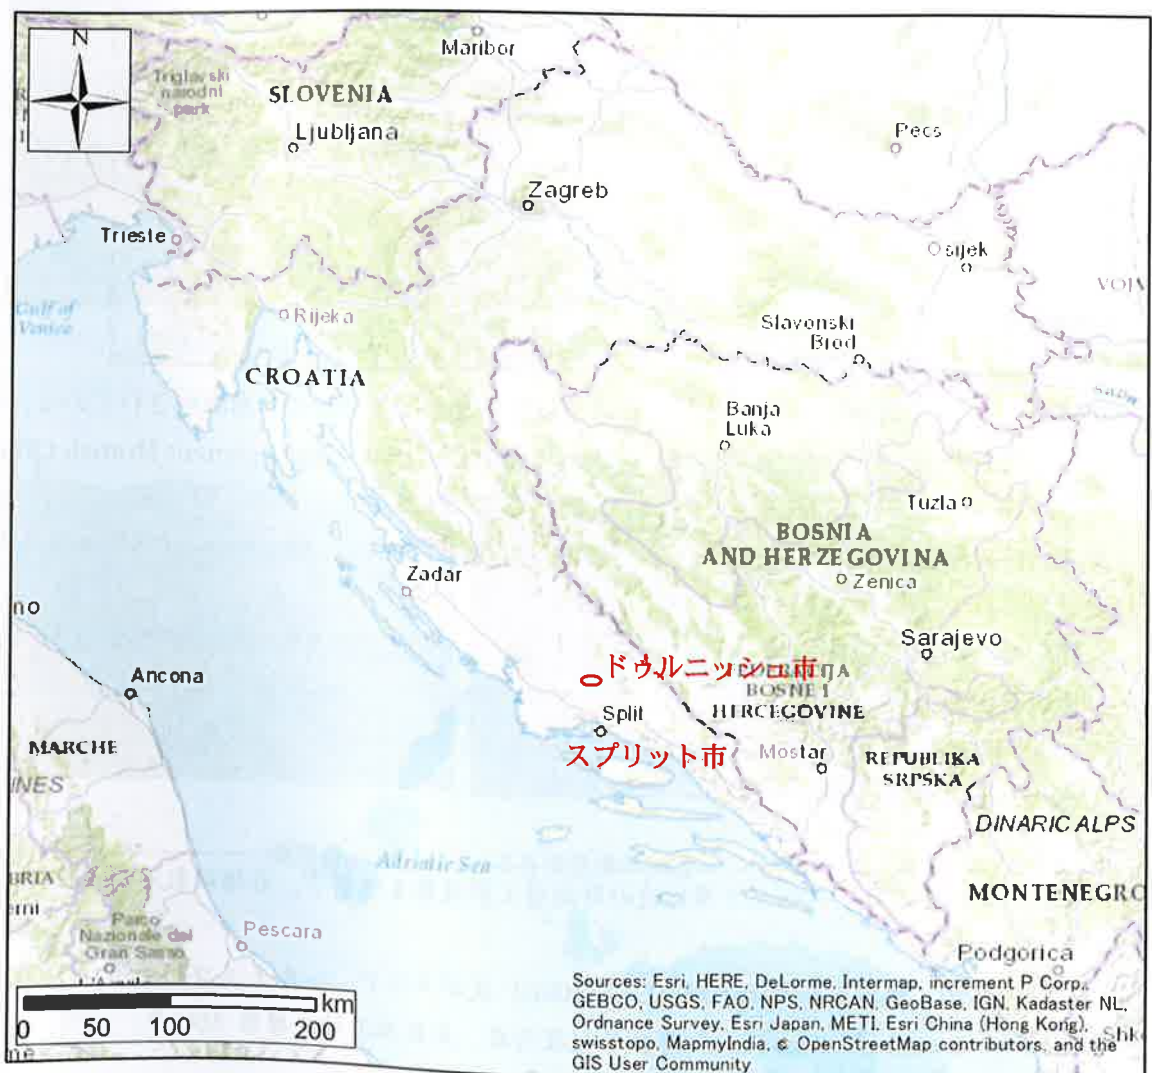 N
Maribor
Triglavski
narodni
park
SLOVENIA
Ljubljana
Pecs
Zagreb
Trieste
Osijek
Gulf of
Venice
Rijeka
Slavonski
Brod
CROATIA
Sava
Banja
Luka
Tuzla
BOSNIA
AND HERZEGOVINA
Zenica
Zadar
Sarajevo
Ancona
ドゥルニッシュ市
FEDERACIJA
BOSNE I
HERCEGOVINE
Split
スプリット市
MARCHE
Mostar
REPUBLIKA
SRPSKA
DINARIC ALPS
Adriatic Sea
MONTENEGRO
Pescara
Parco
Nazionale del
Gran Sasso
Podgorica
km
0 50 100 200
Sources: Esri, HERE, DeLorme, Intermap, increment P Corp.,
GEBCO, USGS, FAO, NPS, NRCAN, GeoBase, IGN, Kadaster NL,
Ordnance Survey, Esri Japan, METI, Esri China (Hong Kong),
swisstopo, MapmyIndia, © OpenStreetMap contributors, and the
GIS User Community